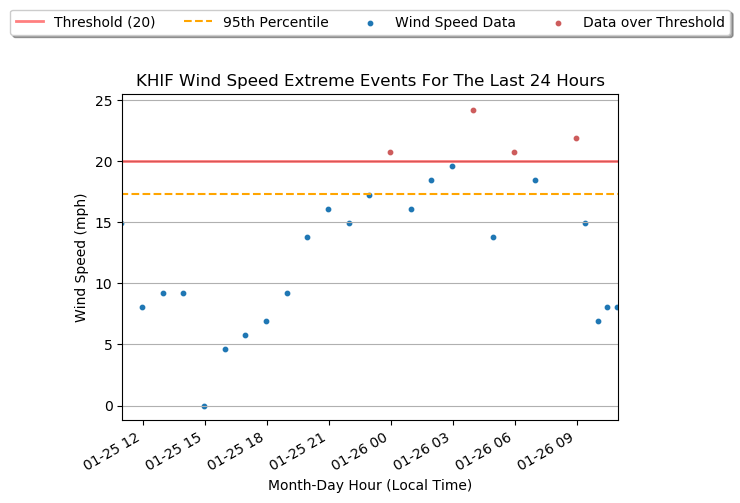 Threshold (20) 95th Percentile Wind Speed Data Data over Threshold
KHIF Wind Speed Extreme Events For The Last 24 Hours
25
20
15
10
5
0
Wind Speed (mph)
01-25 12 01-25 15 01-25 18 01-25 21 01-26 00 01-26 03 01-26 06 01-26 09
Month-Day Hour (Local Time)